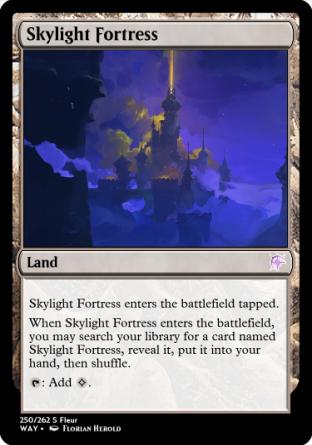 Skylight Fortress
Land
Skylight Fortress enters the battlefield tapped.
When Skylight Fortress enters the battlefield,
you may search your library for a card named
Skylight Fortress, reveal it, put it into your
hand, then shuffle.
: Add .
250/262 S Fleur
WAY • Florian Herold